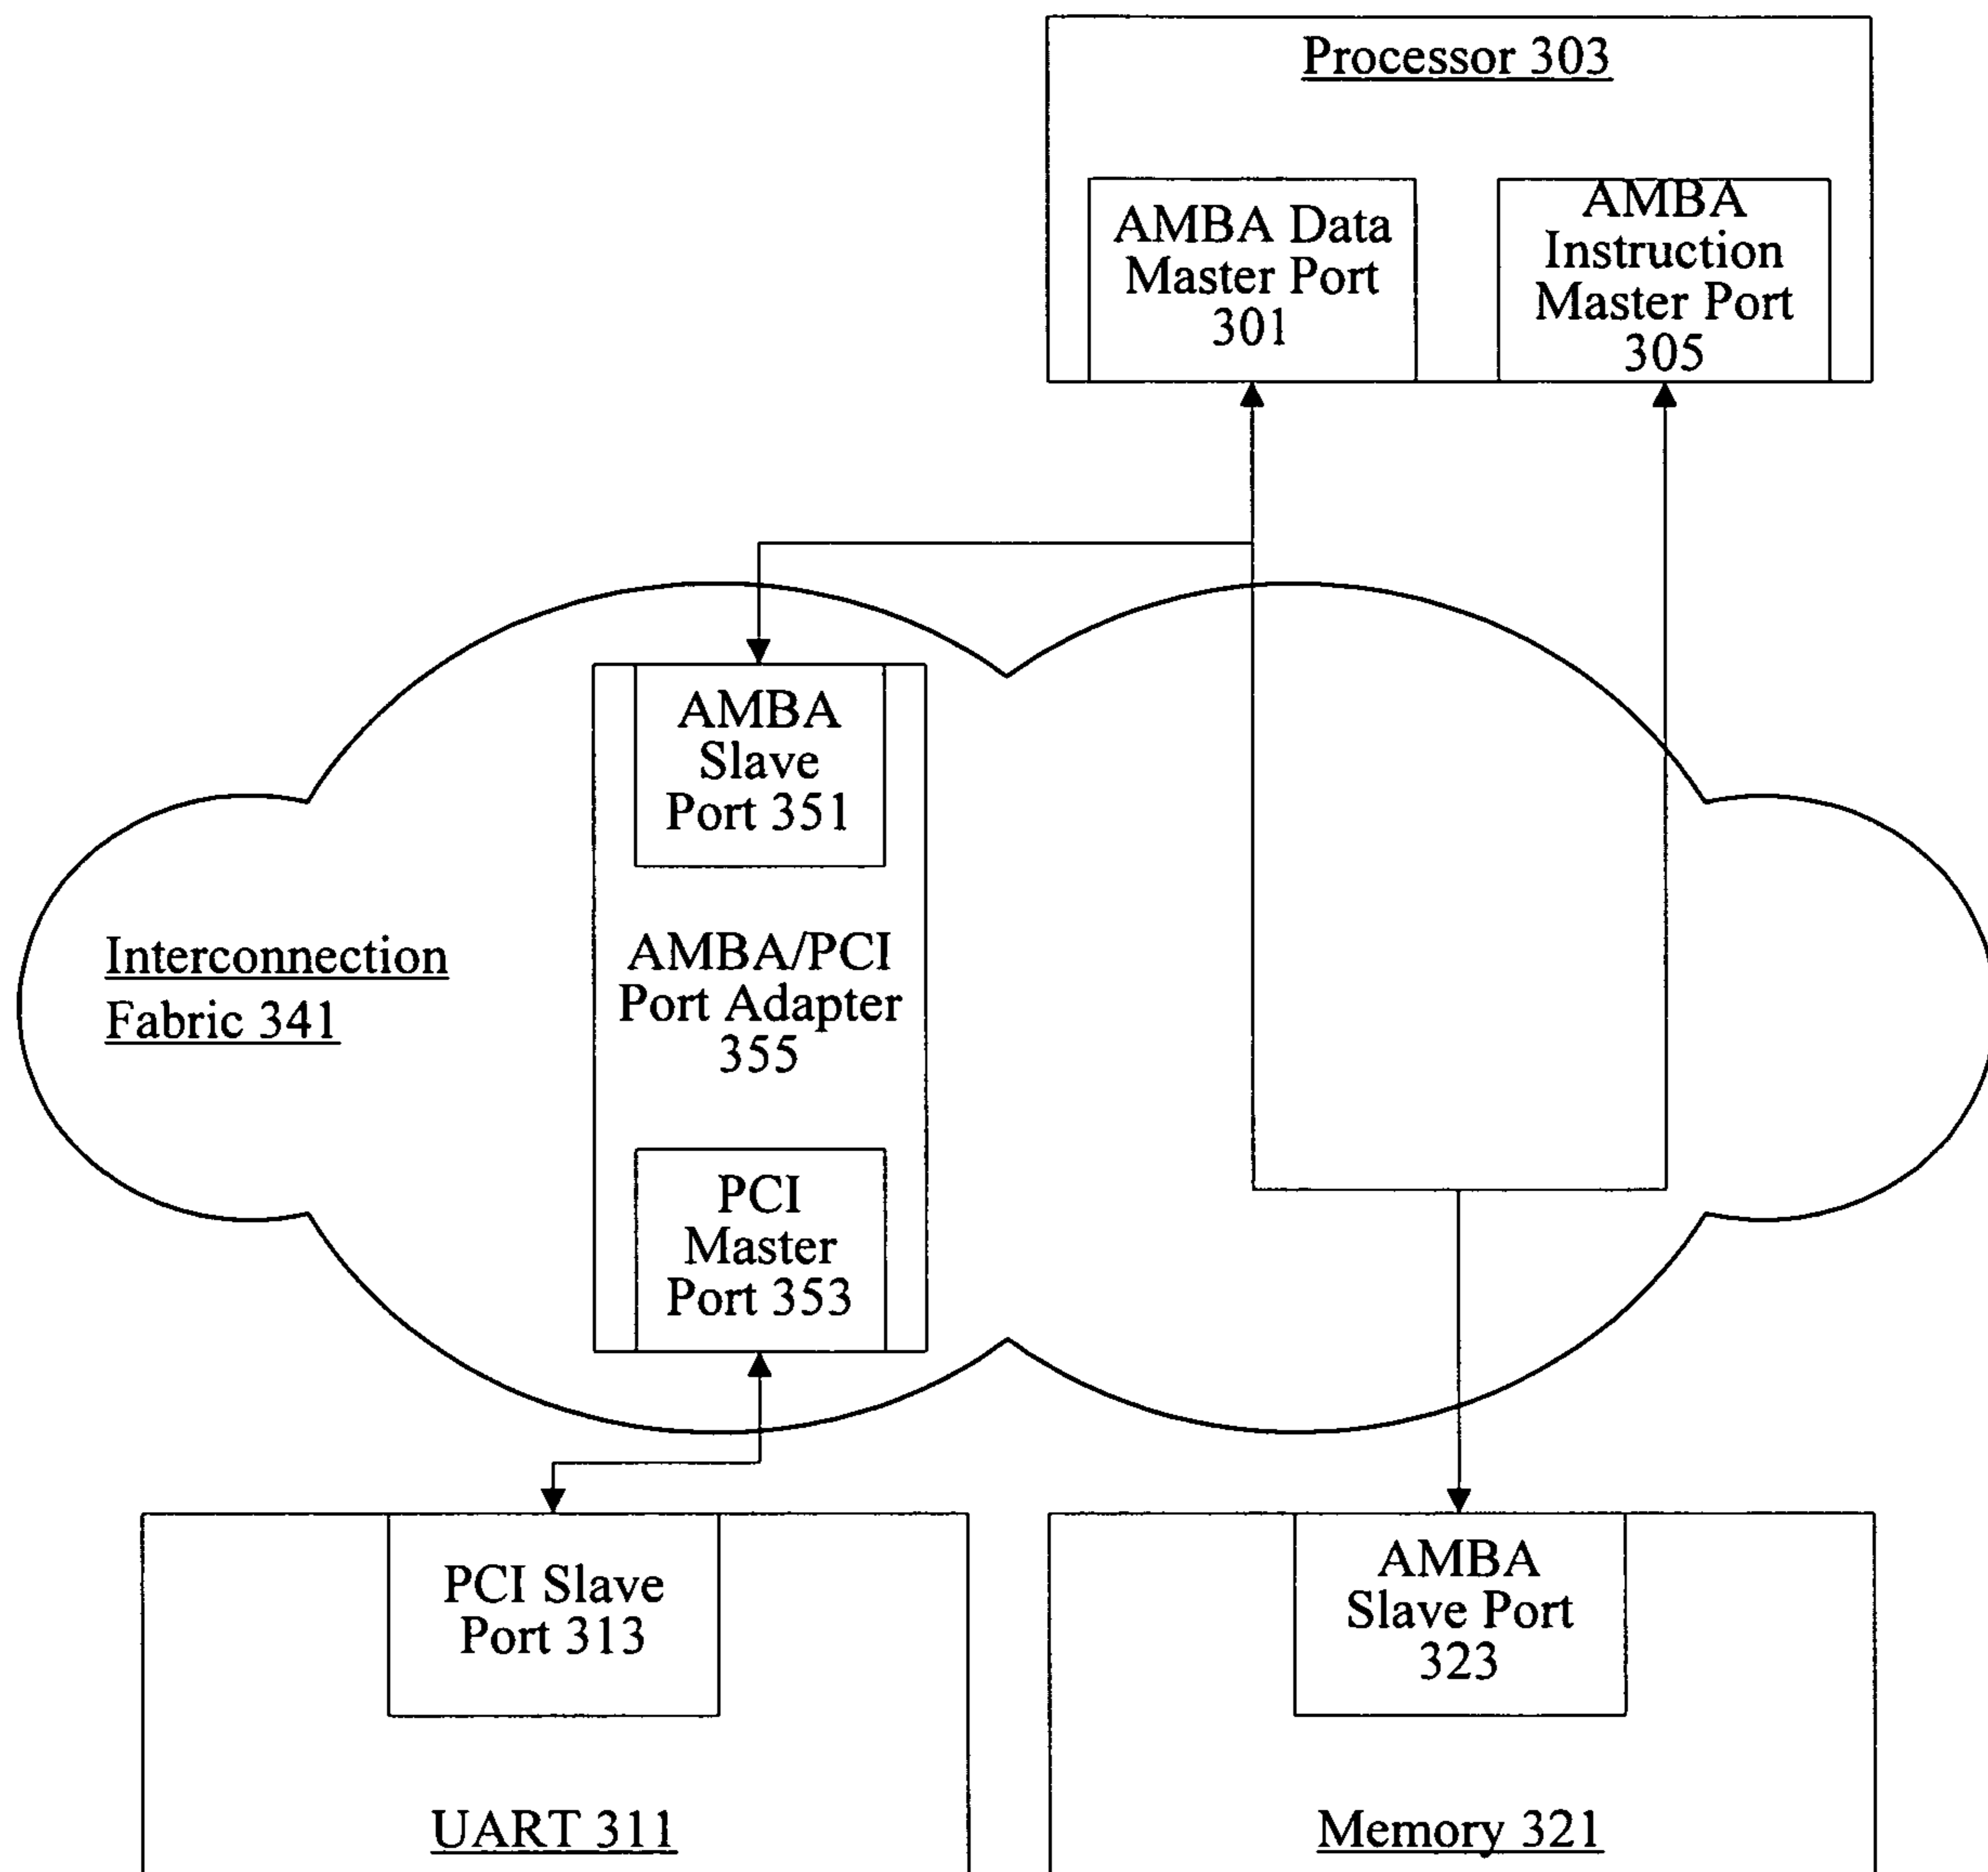 Processor 303
AMBA Data
Master Port
301
AMBA
Instruction
Master Port
305
AMBA
Slave
Port 351
Interconnection
Fabric 341
AMBA/PCI
Port Adapter
355
PCI
Master
Port 353
PCI Slave
Port 313
UART 311
AMBA
Slave Port
323
Memory 321